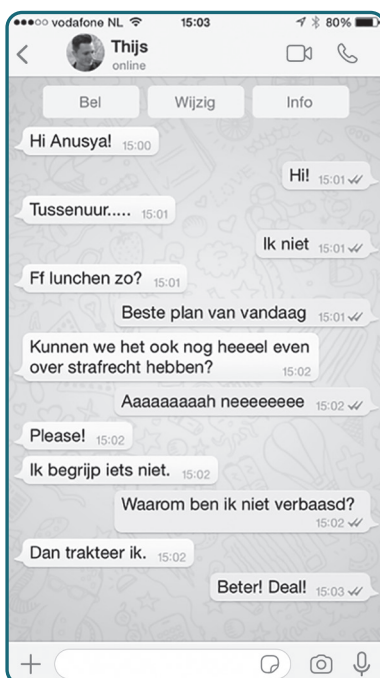 vodafone NL 15:03 80%
Thijs
online
Bel Wijzig Info
Hi Anusya! 15:00
Hi! 15:01
Tussenuur..... 15:01
Ik niet 15:01
Ff lunchen zo? 15:01
Beste plan van vandaag 15:01
Kunnen we het ook nog heeeel even
over strafrecht hebben? 15:02
Aaaaaaaaah neeeeeeee 15:02
Please! 15:02
Ik begrijp iets niet. 15:02
Waarom ben ik niet verbaasd?
15:02
Dan trakteer ik. 15:02
Beter! Deal! 15:03